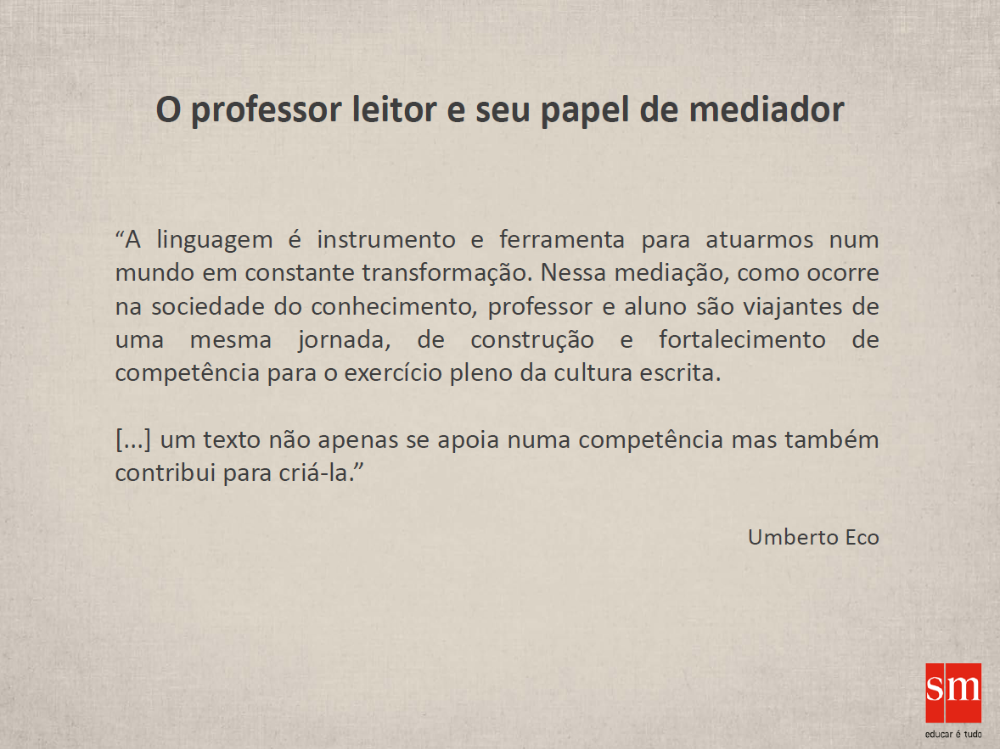 O professor leitor e seu papel de mediador
“A linguagem é instrumento e ferramenta para atuarmos num
mundo em constante transformação. Nessa mediação, como ocorre
na sociedade do conhecimento, professor e aluno são viajantes de
uma mesma jornada, de construção e fortalecimento de
competência para o exercício pleno da cultura escrita.
[...] um texto não apenas se apoia numa competência mas também
contribui para criá-la.”
Umberto Eco
sm
educar é tudo